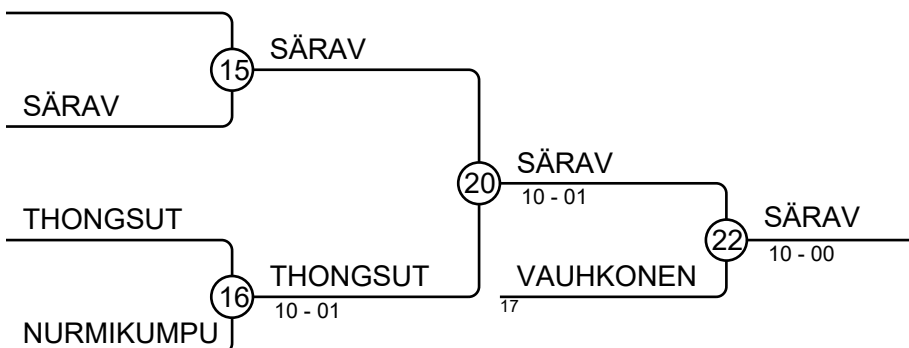 SÄRAV
15
SÄRAV
SÄRAV
20
10 - 01
THONGSUT
SÄRAV
22
10 - 00
THONGSUT
16
10 - 01
VAUHKONEN
17
NURMIKUMPU